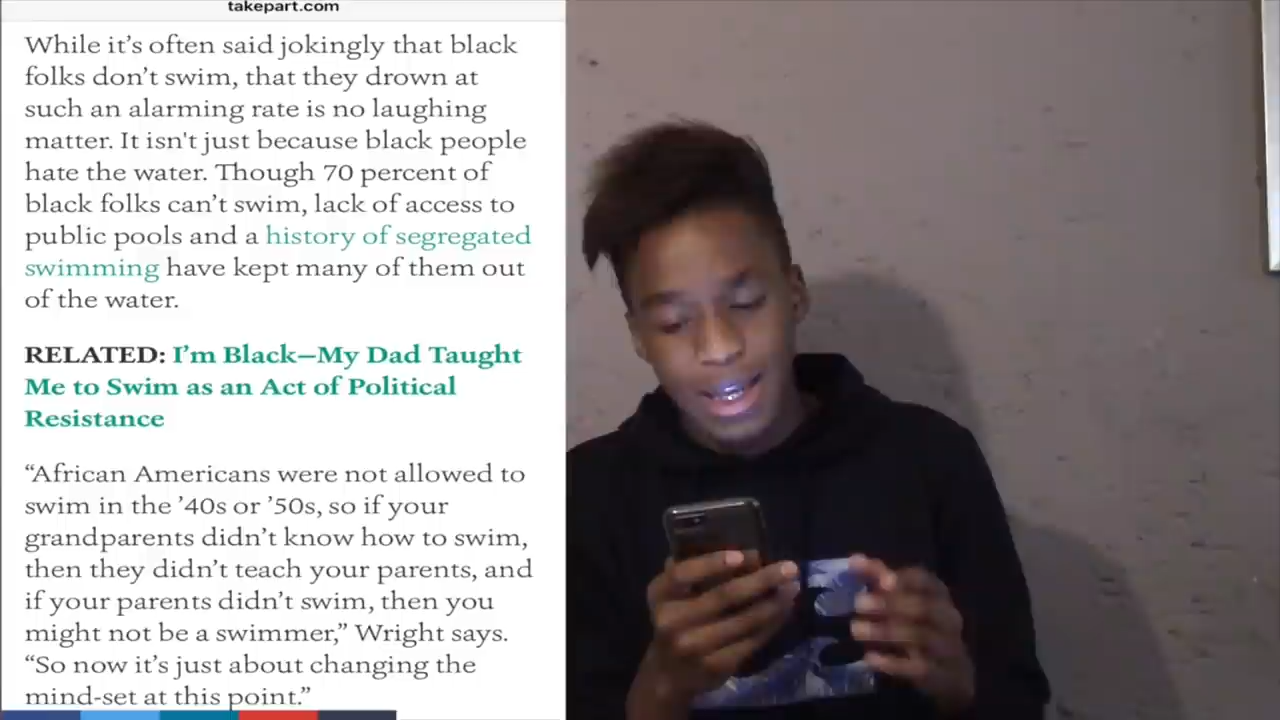 takepart.com
While it’s often said jokingly that black
folks don’t swim, that they drown at
such an alarming rate is no laughing
matter. It isn't just because black people
hate the water. Though 70 percent of
black folks can’t swim, lack of access to
public pools and a history of segregated
swimming have kept many of them out
of the water.
RELATED: I’m Black—My Dad Taught
Me to Swim as an Act of Political
Resistance
“African Americans were not allowed to
swim in the ’40s or ’50s, so if your
grandparents didn’t know how to swim,
then they didn’t teach your parents, and
if your parents didn’t swim, then you
might not be a swimmer,” Wright says.
“So now it’s just about changing the
mind-set at this point.”